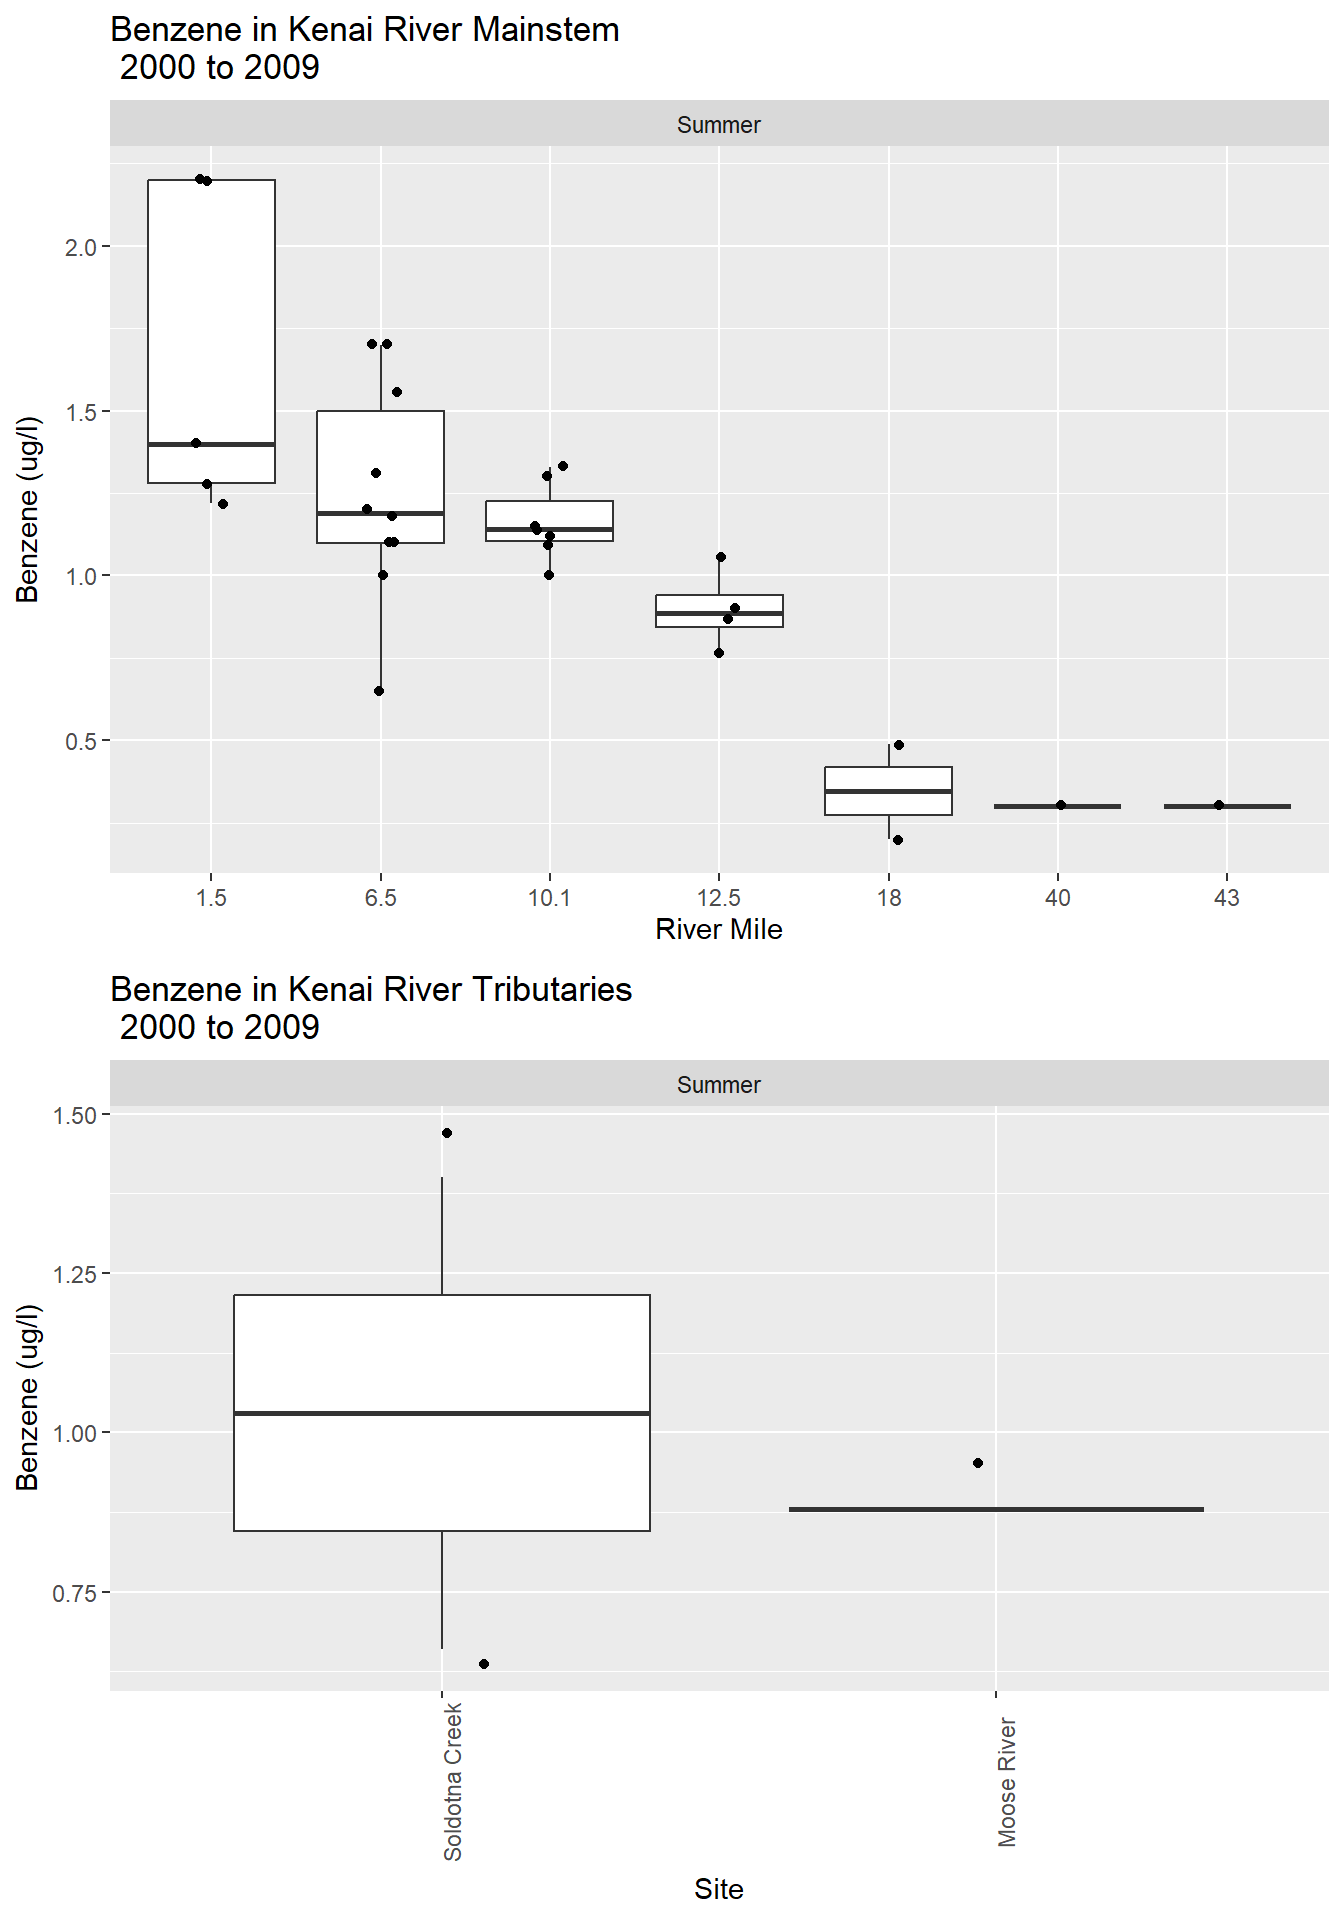 Benzene in Kenai River Mainstem
2000 to 2009
Summer
Benzene (ug/l)
2.0
1.5
1.0
0.5
1.5 6.5 10.1 12.5 18 40 43
River Mile
Benzene in Kenai River Tributaries
2000 to 2009
Summer
Benzene (ug/l)
1.50
1.25
1.00
0.75
Soldotna Creek
Moose River
Site